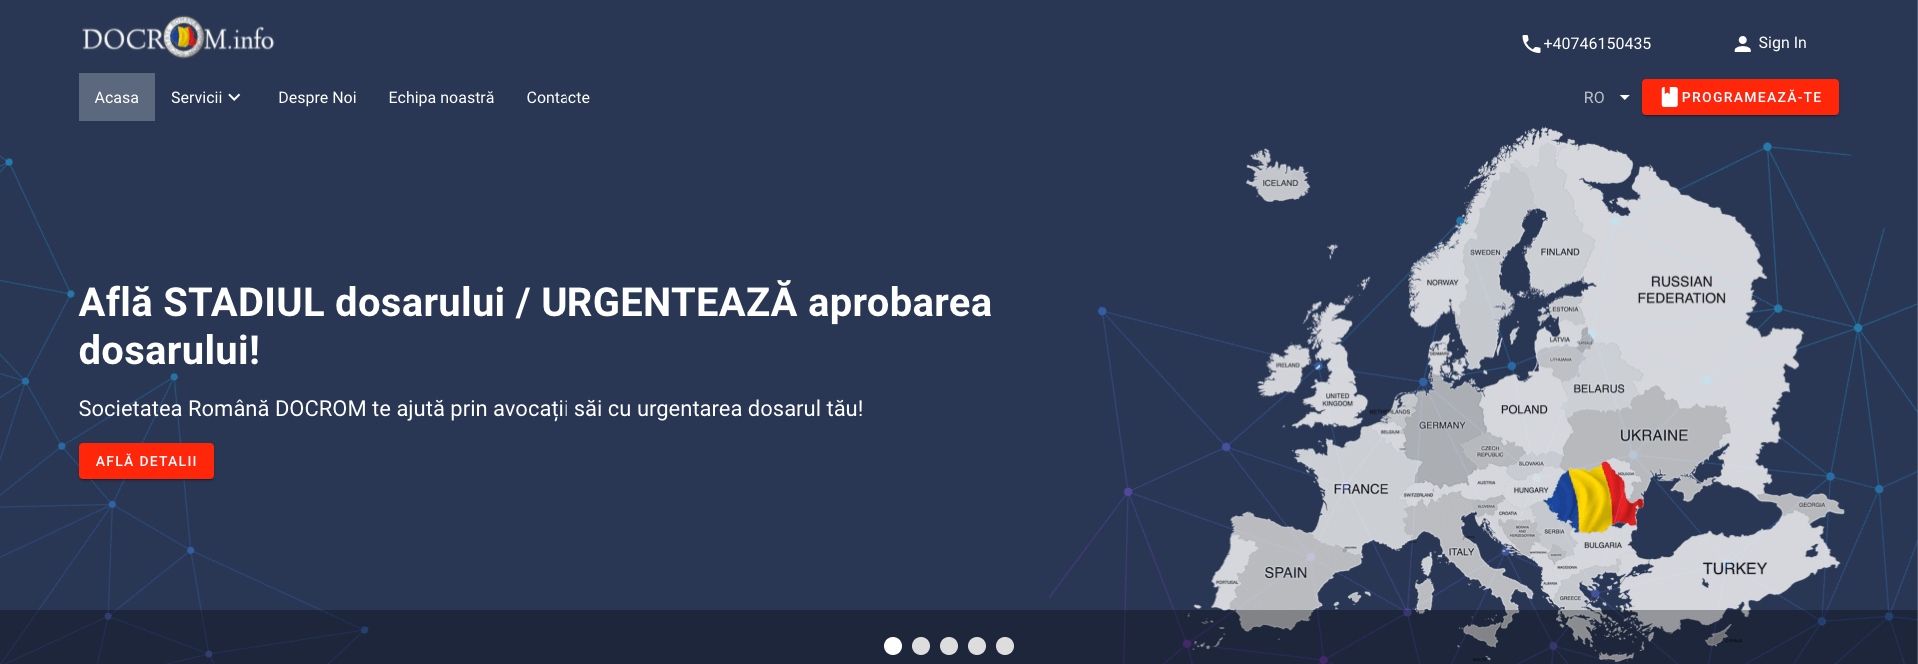 DOCROM.info
+40746150435
Sign In
Acasa
Servicii
Despre Noi
Echipa noastră
Contacte
RO
PROGRAMEAZĂ-TE
Află STADIUL dosarului / URGENTEAZĂ aprobarea
dosarului!
Societatea Română DOCROM te ajută prin avocații săi cu urgentarea dosarul tău!
AFLĂ DETALII
ICELAND
SWEDEN
FINLAND
NORWAY
RUSSIAN
FEDERATION
ESTONIA
LATVIA
LITHUANIA
DENMARK
IRELAND
UNITED
KINGDOM
BELARUS
NETHERLANDS
POLAND
BELGIUM
GERMANY
UKRAINE
CZECH
REPUBLIC
SLOVAKIA
MOLDOVA
FRANCE
SWITZERLAND
AUSTRIA
HUNGARY
SLOVENIA
CROATIA
GEORGIA
BOSNIA
AND
HERZEGOVINA
SERBIA
ITALY
BULGARIA
MACEDONIA
SPAIN
PORTUGAL
ALBANIA
GREECE
TURKEY